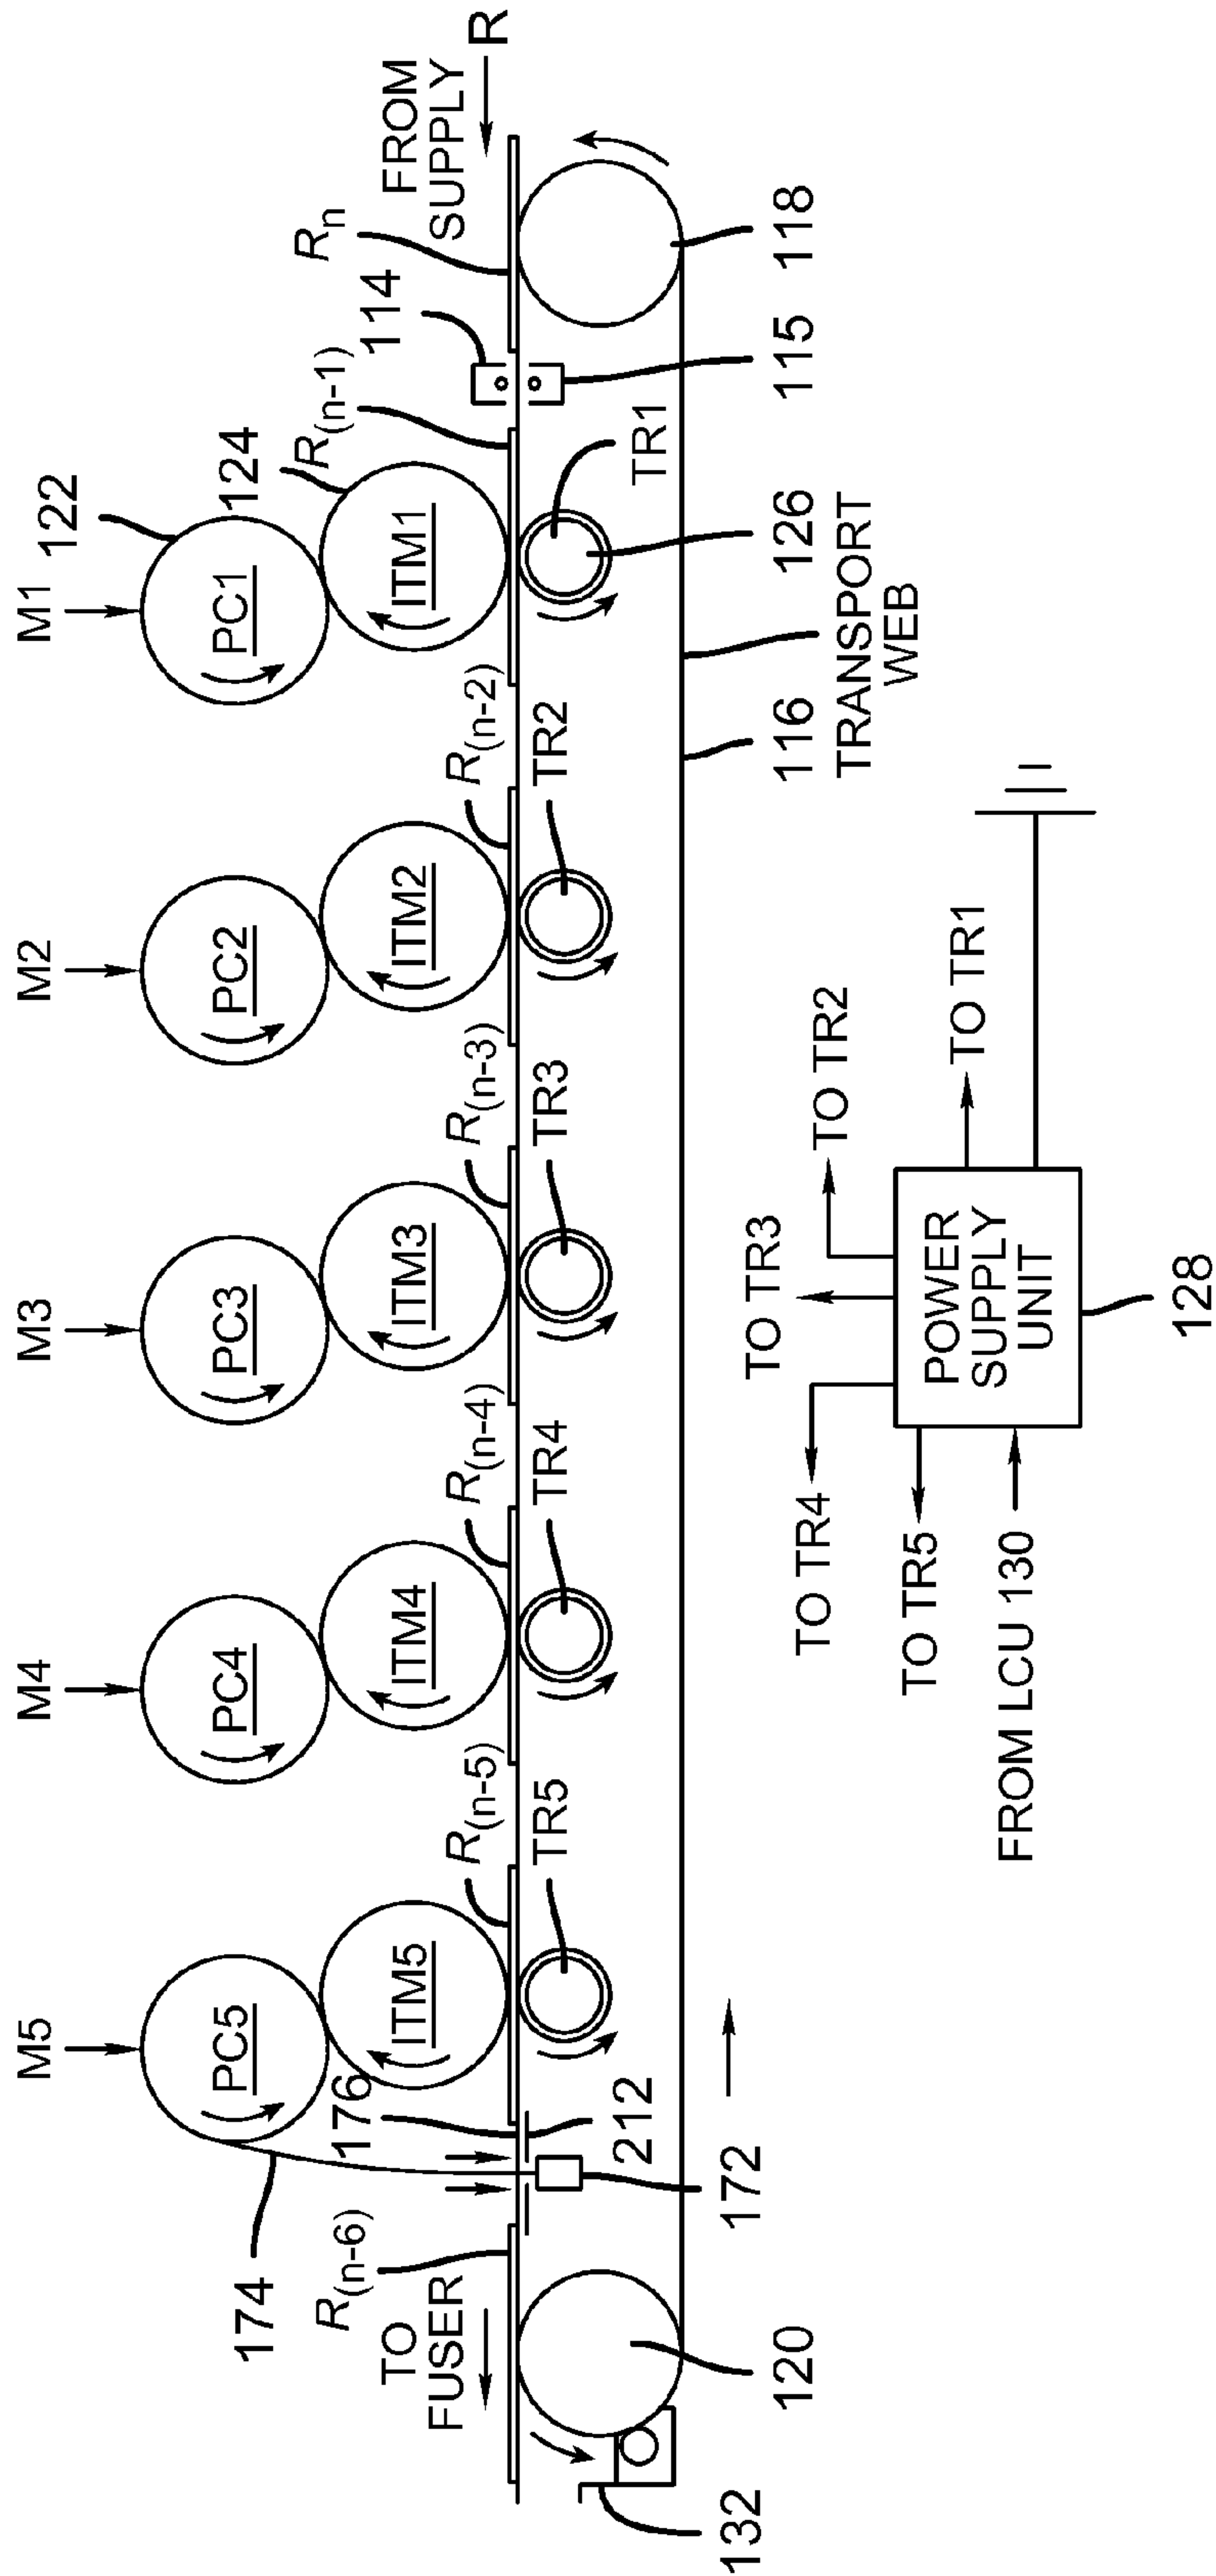 M5
M4
M3
M2
M1
122
PC5
PC4
PC3
PC2
PC1
124
174
176
ITM5
ITM4
ITM3
ITM2
ITM1
R(n-6)
R(n-5)
R(n-4)
R(n-3)
R(n-2)
R(n-1)
114
Rn
TO
FUSER
FROM
SUPPLY
R
TR5
TR4
TR3
TR2
TR1
212
132
120
172
116
126
115
118
TRANSPORT
WEB
TO TR4
TO TR3
TO TR2
TO TR5
TO TR1
FROM LCU 130
POWER
SUPPLY
UNIT
128